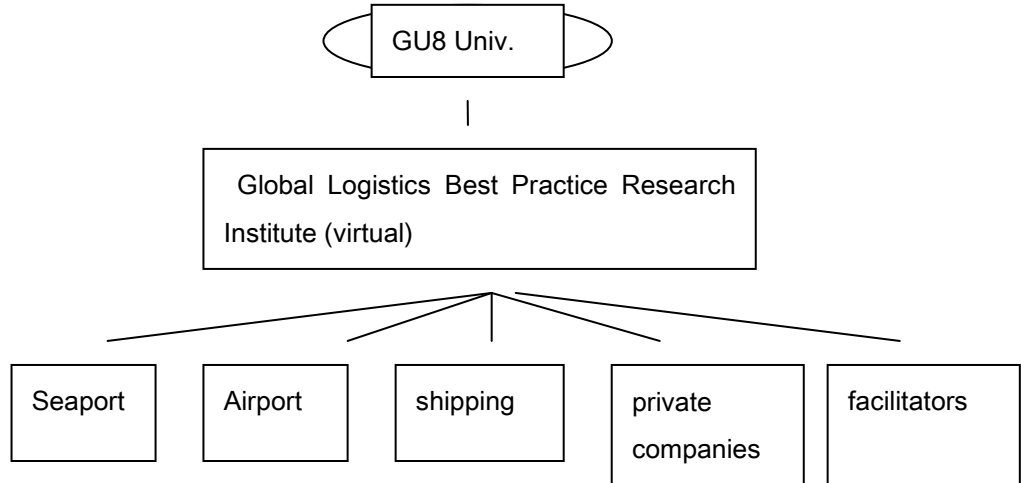 GU8 Univ.
Global Logistics Best Practice Research
Institute (virtual)
Seaport
Airport
shipping
private
companies
facilitators